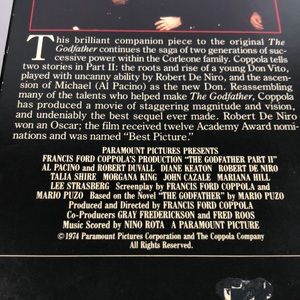 This brilliant companion piece to the original The
Godfather continues the saga of two generations of suc-
cessive power within the Corleone family. Coppola tells
two stories in Part II: the roots and rise of a young Don Vito,
played with uncanny ability by Robert De Niro, and the ascen-
sion of Michael (Al Pacino) as the new Don. Reassembling
many of the talents who helped make The Godfather, Coppola
has produced a movie of staggering magnitude and vision,
and undeniably the best sequel ever made. Robert De Niro
won an Oscar; the film received twelve Academy Award nomi-
nations and was named "Best Picture."
PARAMOUNT PICTURES PRESENTS
FRANCIS FORD COPPOLA'S PRODUCTION "THE GODFATHER PART II"
AL PACINO and ROBERT DUVALL DIANE KEATON ROBERT DE NIRO
TALIA SHIRE MORGANA KING JOHN CAZALE MARIANA HILL
LEE STRASBERG Screenplay by FRANCIS FORD COPPOLA and
MARIO PUZO Based on the Novel "THE GODFATHER" by MARIO PUZO
Produced and Directed by FRANCIS FORD COPPOLA
Co-Producers GRAY FREDERICKSON and FRED ROOS
Music Scored by NINO ROTA A PARAMOUNT PICTURE
© 1974 Paramount Pictures Corporation and The Coppola Company
All Rights Reserved.